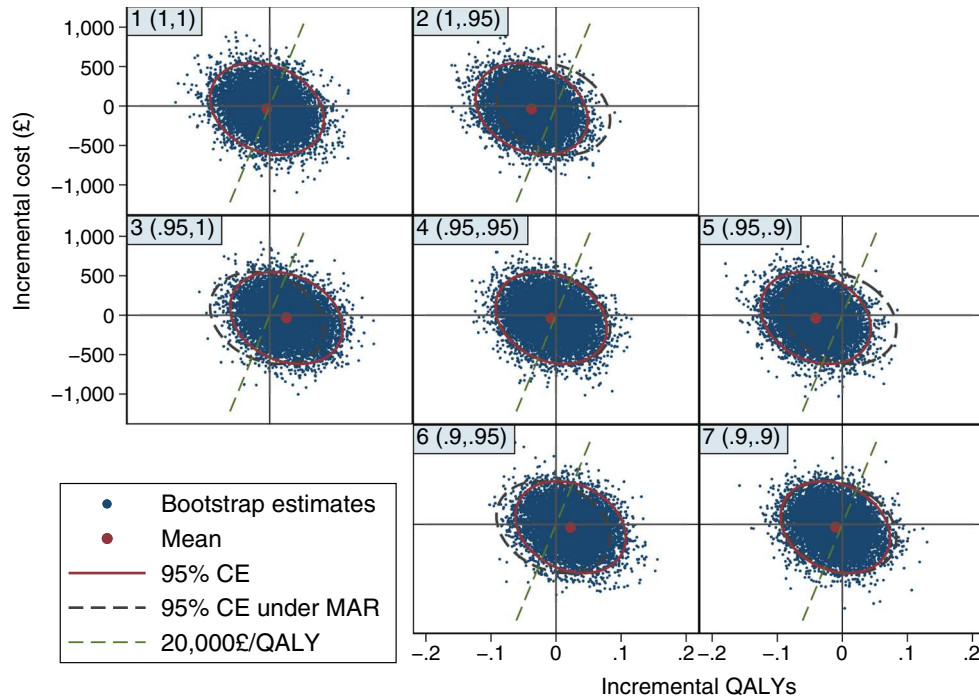 1 (1,1)
2 (1,.95)
1,000
500
0
−500
−1,000
3 (.95,1)
4 (.95,.95)
5 (.95,.9)
1,000
500
0
−500
−1,000
Incremental cost (£)
6 (.9,.95)
7 (.9,.9)
Bootstrap estimates
Mean
95% CE
95% CE under MAR
20,000£/QALY
−.2 −.1 0 .1 .2 −.2 −.1 0 .1 .2
Incremental QALYs